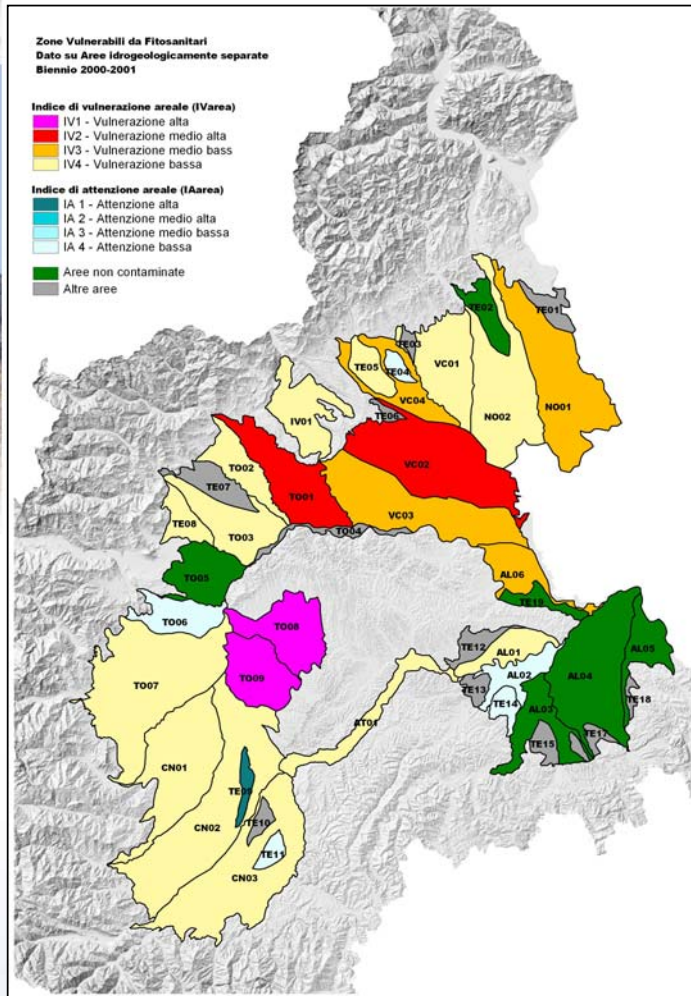 Zone Vulnerabili da Fitosanitari
Dato su Aree idrogeologicamente separate
Biennio 2000-2001
Indice di vulnerazione areale (IVarea)
IV1 - Vulnerazione alta
IV2 - Vulnerazione medio alta
IV3 - Vulnerazione medio bass
IV4 - Vulnerazione bassa
Indice di attenzione areale (IAarea)
IA 1 - Attenzione alta
IA 2 - Attenzione medio alta
IA 3 - Attenzione medio bassa
IA 4 - Attenzione bassa
Aree non contaminate
Altre aree
TE02
TE01
TE03
TE05
TE04
VC01
VC04
NO01
NO02
TE06
IV01
TO02
VC02
TE07
TO01
VC03
TE08
TO03
TO04
TO05
AL06
TO06
TO08
TE12
AL01
AL05
TO09
AL02
AL04
TO07
TE13
TE14
TE18
AL03
AT01
TE17
TE15
CN01
TE09
CN02
TE10
TE11
CN03